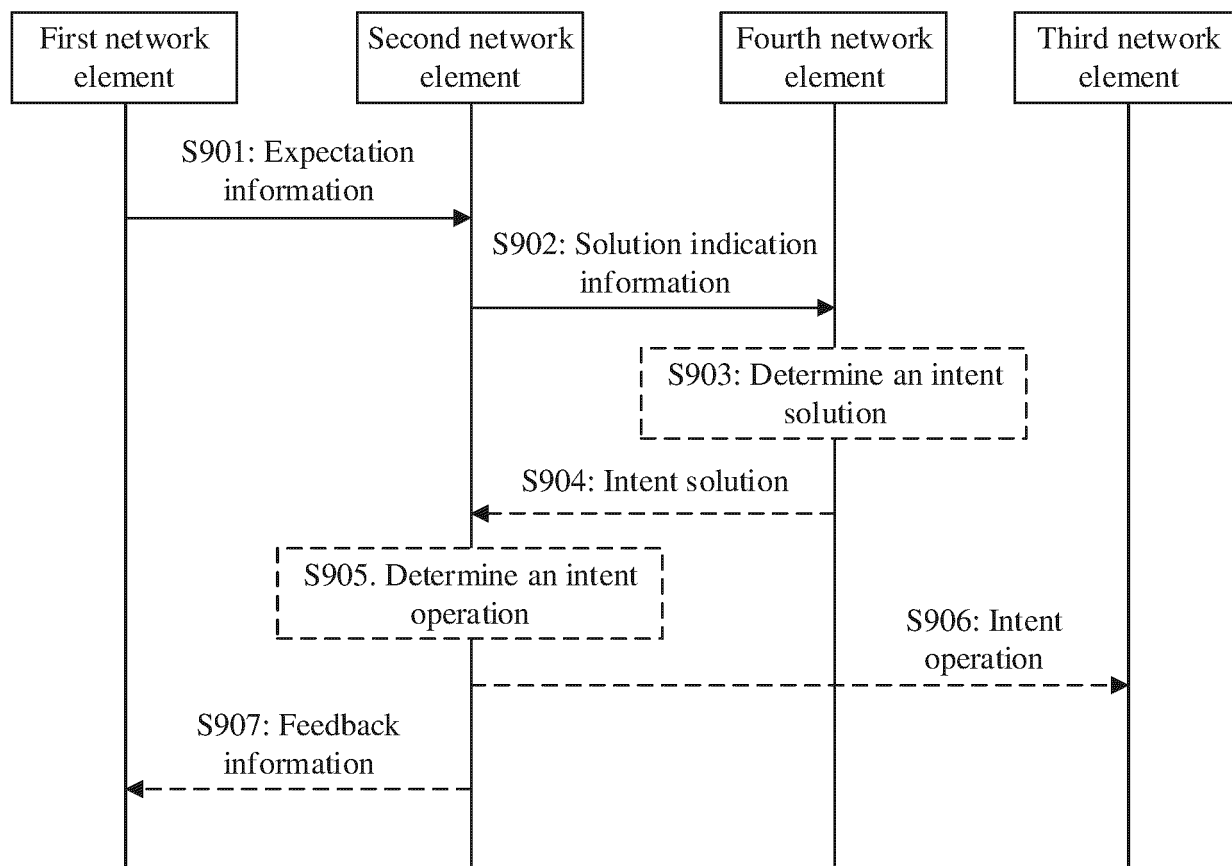 First network
element
Second network
element
Fourth network
element
Third network
element
S901: Expectation
information
S902: Solution indication
information
S903: Determine an intent
solution
S904: Intent solution
S905. Determine an intent
operation
S906: Intent
operation
S907: Feedback
information